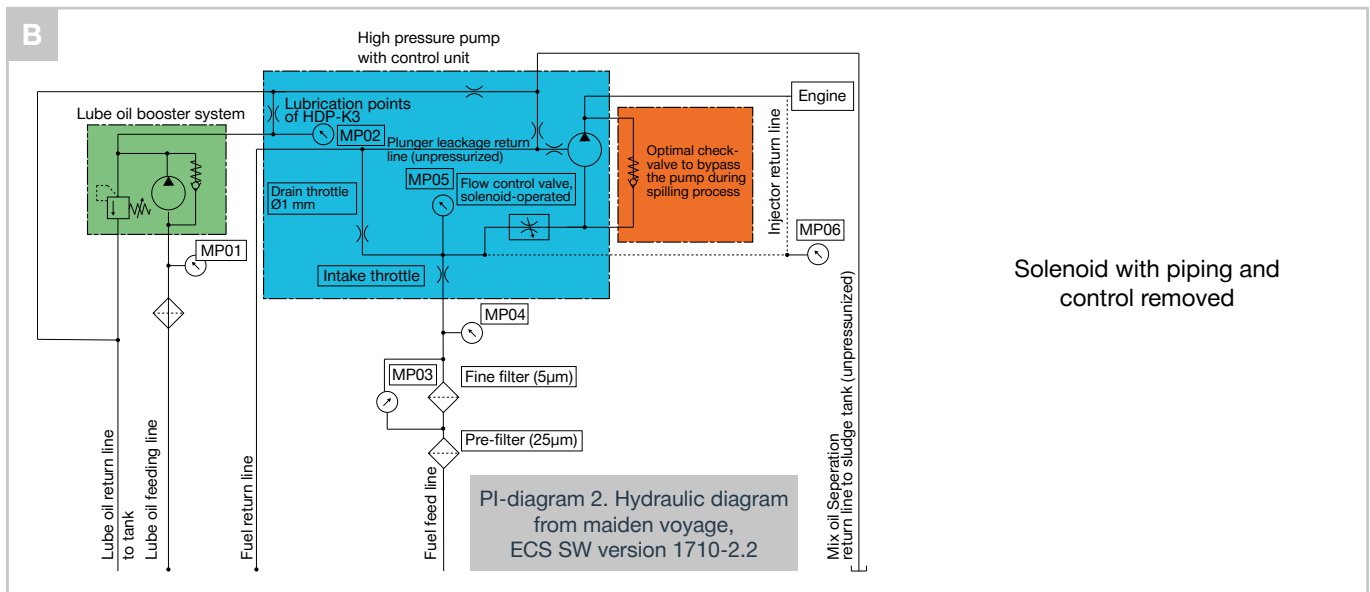 B
High pressure pump
with control unit
Lube oil booster system
Lubrication points
of HDP-K3
MP02
Plunger leackage return
line (unpressurized)
MP05
Flow control valve,
solenoid-operated
Drain throttle
Ø1 mm
Intake throttle
Engine
Optimal check-
valve to bypass
the pump during
spilling process
Injector return line
MP06
MP01
MP04
MP03
Fine filter (5µm)
Pre-filter (25µm)
Lube oil return line
to tank
Lube oil feeding line
Fuel return line
Fuel feed line
Mix oil Seperation
return line to sludge tank (unpressunized)
PI-diagram 2. Hydraulic diagram
from maiden voyage,
ECS SW version 1710-2.2
Solenoid with piping and
control removed